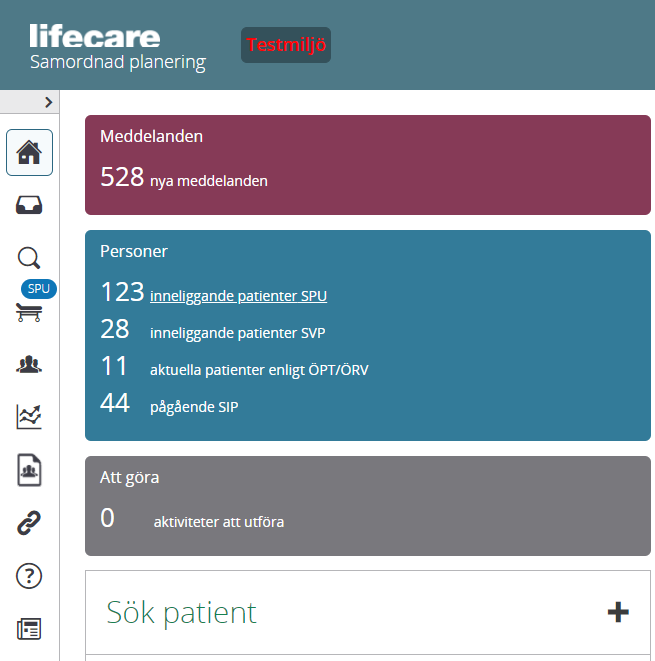 lifecare
Samordnad planering
Testmiljö
Meddelanden
528 nya meddelanden
Personer
123 inneliggande patienter SPU
28 inneliggande patienter SVP
11 aktuella patienter enligt ÖPT/ÖRV
44 pågående SIP
SPU
Att göra
0 aktiviteter att utföra
Sök patient